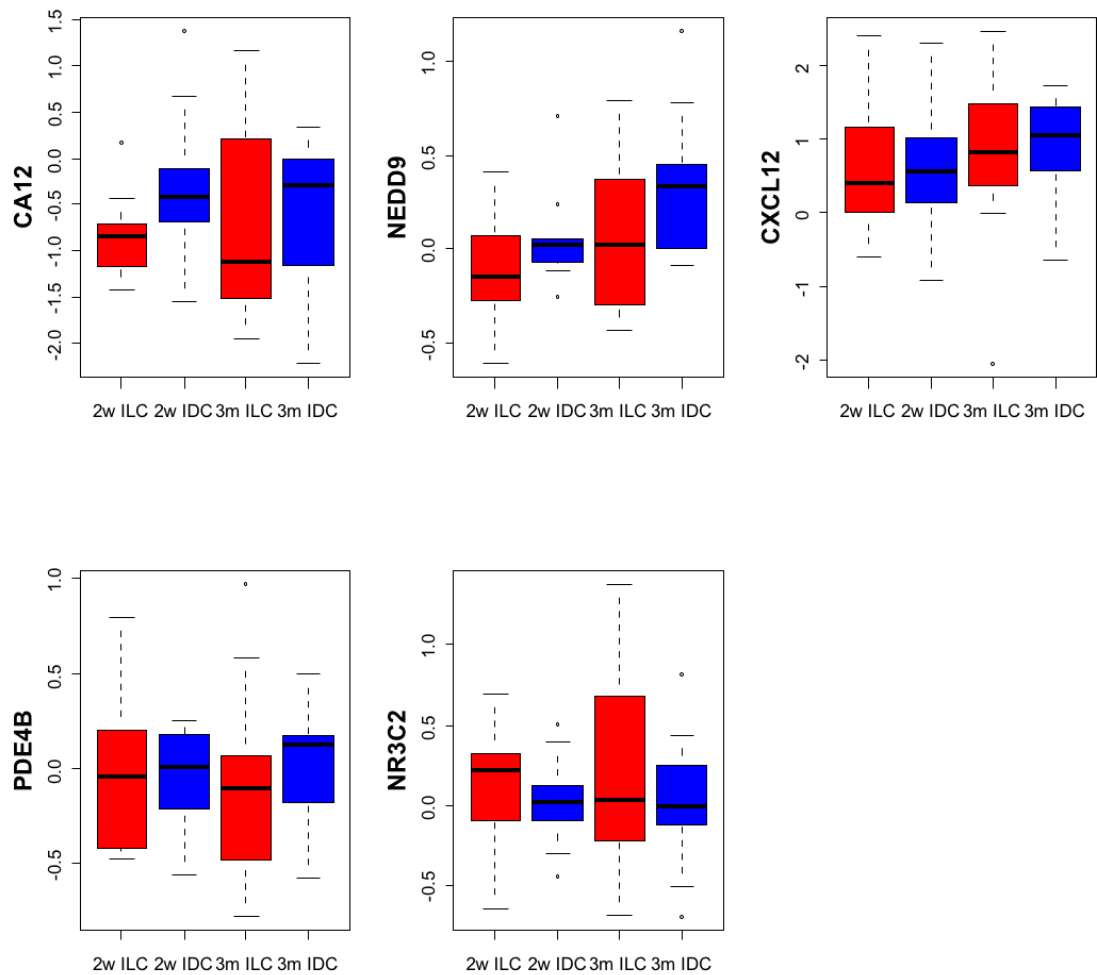 CA12
1.5
1.0
0.5
0.0
-0.5
-1.0
-1.5
-2.0
2w ILC 2w IDC 3m ILC 3m IDC
NEDD9
1.0
0.5
0.0
-0.5
2w ILC 2w IDC 3m ILC 3m IDC
CXCL12
2
1
0
-1
-2
2w ILC 2w IDC 3m ILC 3m IDC
PDE4B
1.0
0.5
0.0
-0.5
2w ILC 2w IDC 3m ILC 3m IDC
NR3C2
1.0
0.5
0.0
-0.5
2w ILC 2w IDC 3m ILC 3m IDC